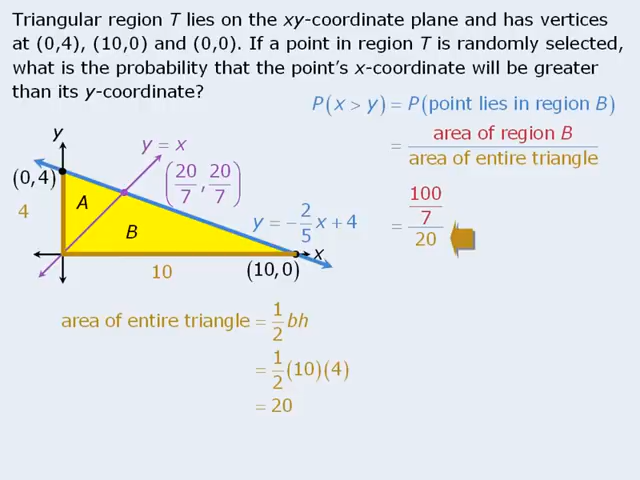 Triangular region T lies on the xy-coordinate plane and has vertices
at (0,4), (10,0) and (0,0). If a point in region T is randomly selected,
what is the probability that the point's x-coordinate will be greater
than its y-coordinate?
P(x > y) = P(point lies in region B)
= area of region B / area of entire triangle
= 100/7 / 20
y
y = x
(20/7, 20/7)
(0,4)
A
4
B
y = -2/5 x + 4
x
10
(10,0)
area of entire triangle = 1/2 bh
= 1/2 (10)(4)
= 20